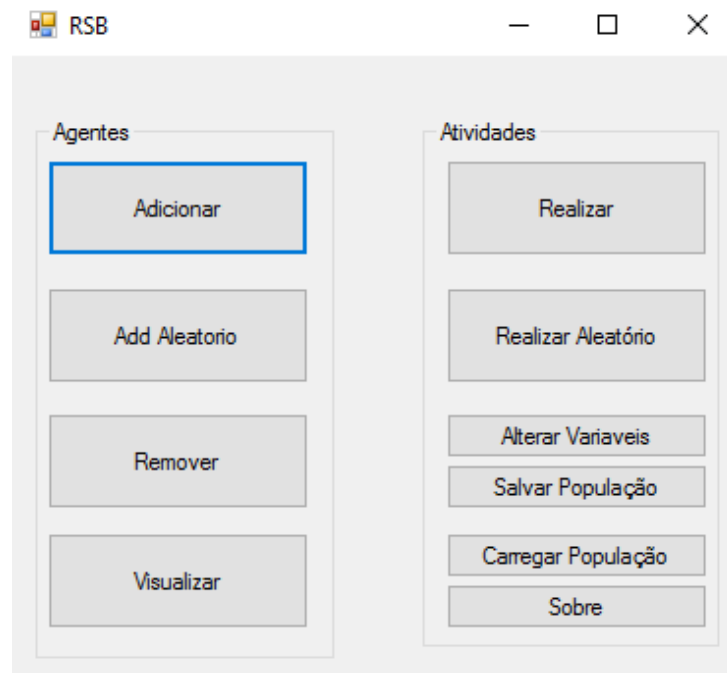 RSB
Agentes
Adicionar
Add Aleatorio
Remover
Visualizar
Atividades
Realizar
Realizar Aleatório
Alterar Variaveis
Salvar População
Carregar População
Sobre